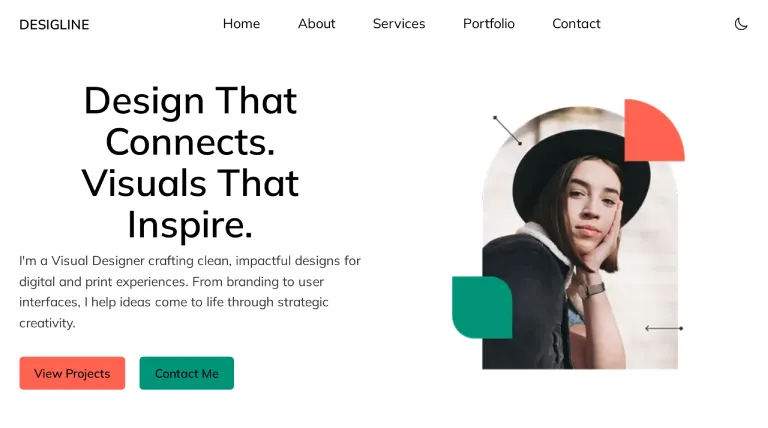 DESIGLINE
Home
About
Services
Portfolio
Contact
Design That
Connects.
Visuals That
Inspire.
I'm a Visual Designer crafting clean, impactful designs for
digital and print experiences. From branding to user
interfaces, I help ideas come to life through strategic
creativity.
View Projects
Contact Me